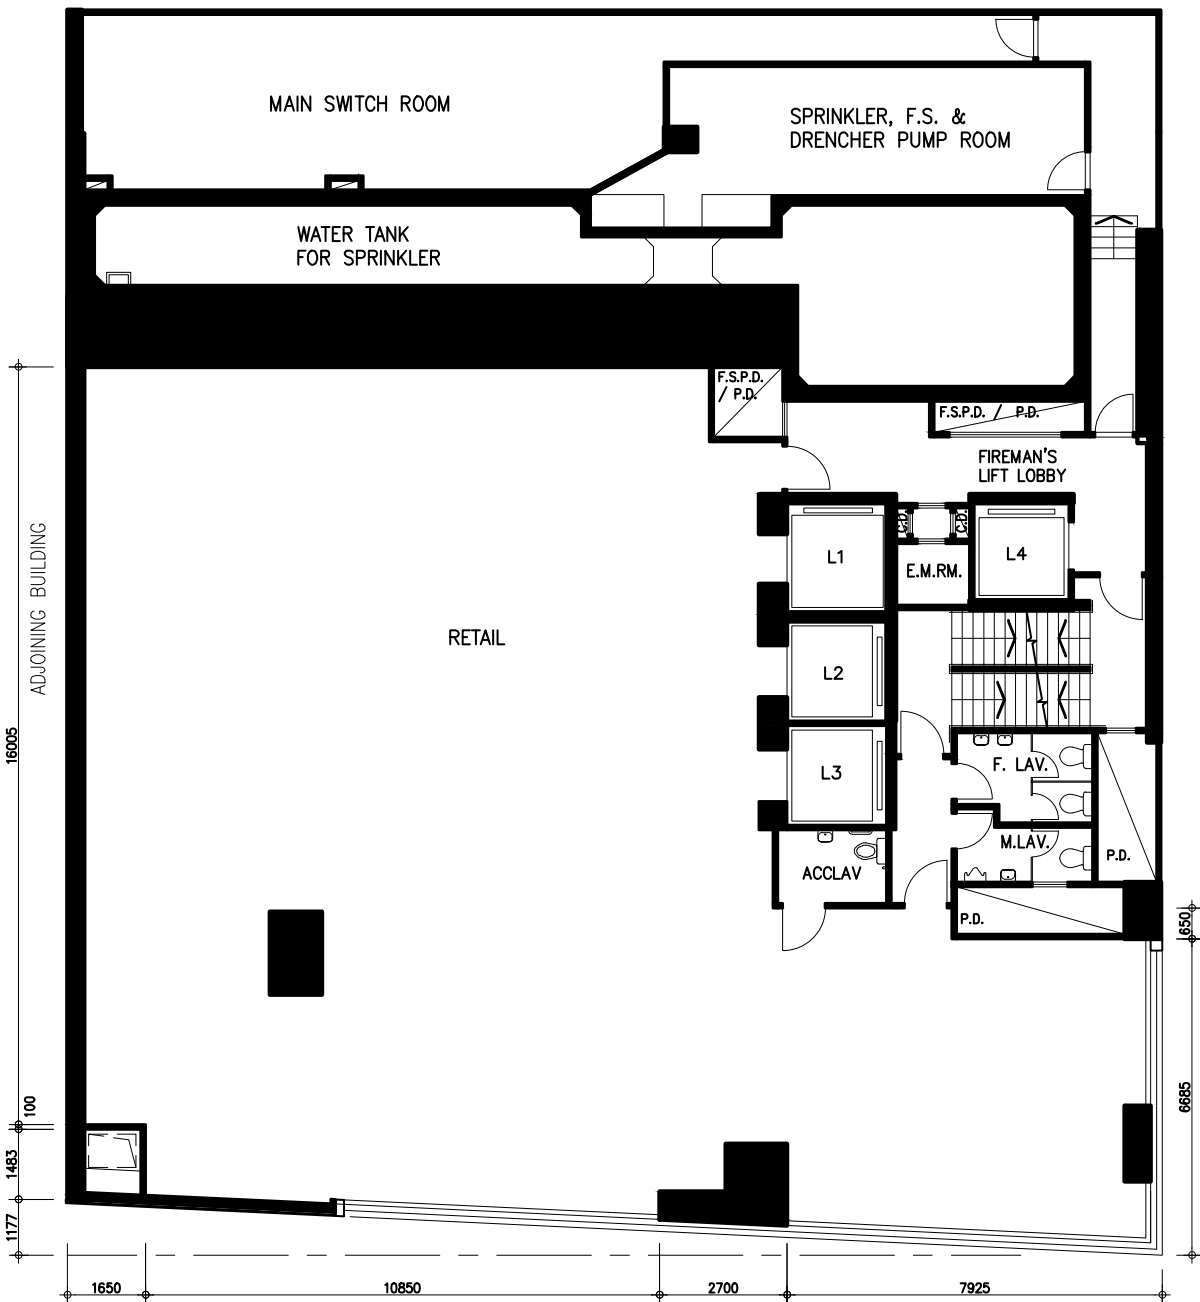 MAIN SWITCH ROOM
SPRINKLER, F.S. &
DRENCHER PUMP ROOM
WATER TANK
FOR SPRINKLER
F.S.P.D.
/ P.D.
F.S.P.D. / P.D.
FIREMAN'S
LIFT LOBBY
C.D.
C.D.
L1
E.M.RM.
L4
ADJOINING BUILDING
RETAIL
L2
L3
F. LAV.
M.LAV.
P.D.
ACCLAV
P.D.
16005
100
1483
1177
650
6685
1650
10850
2700
7925